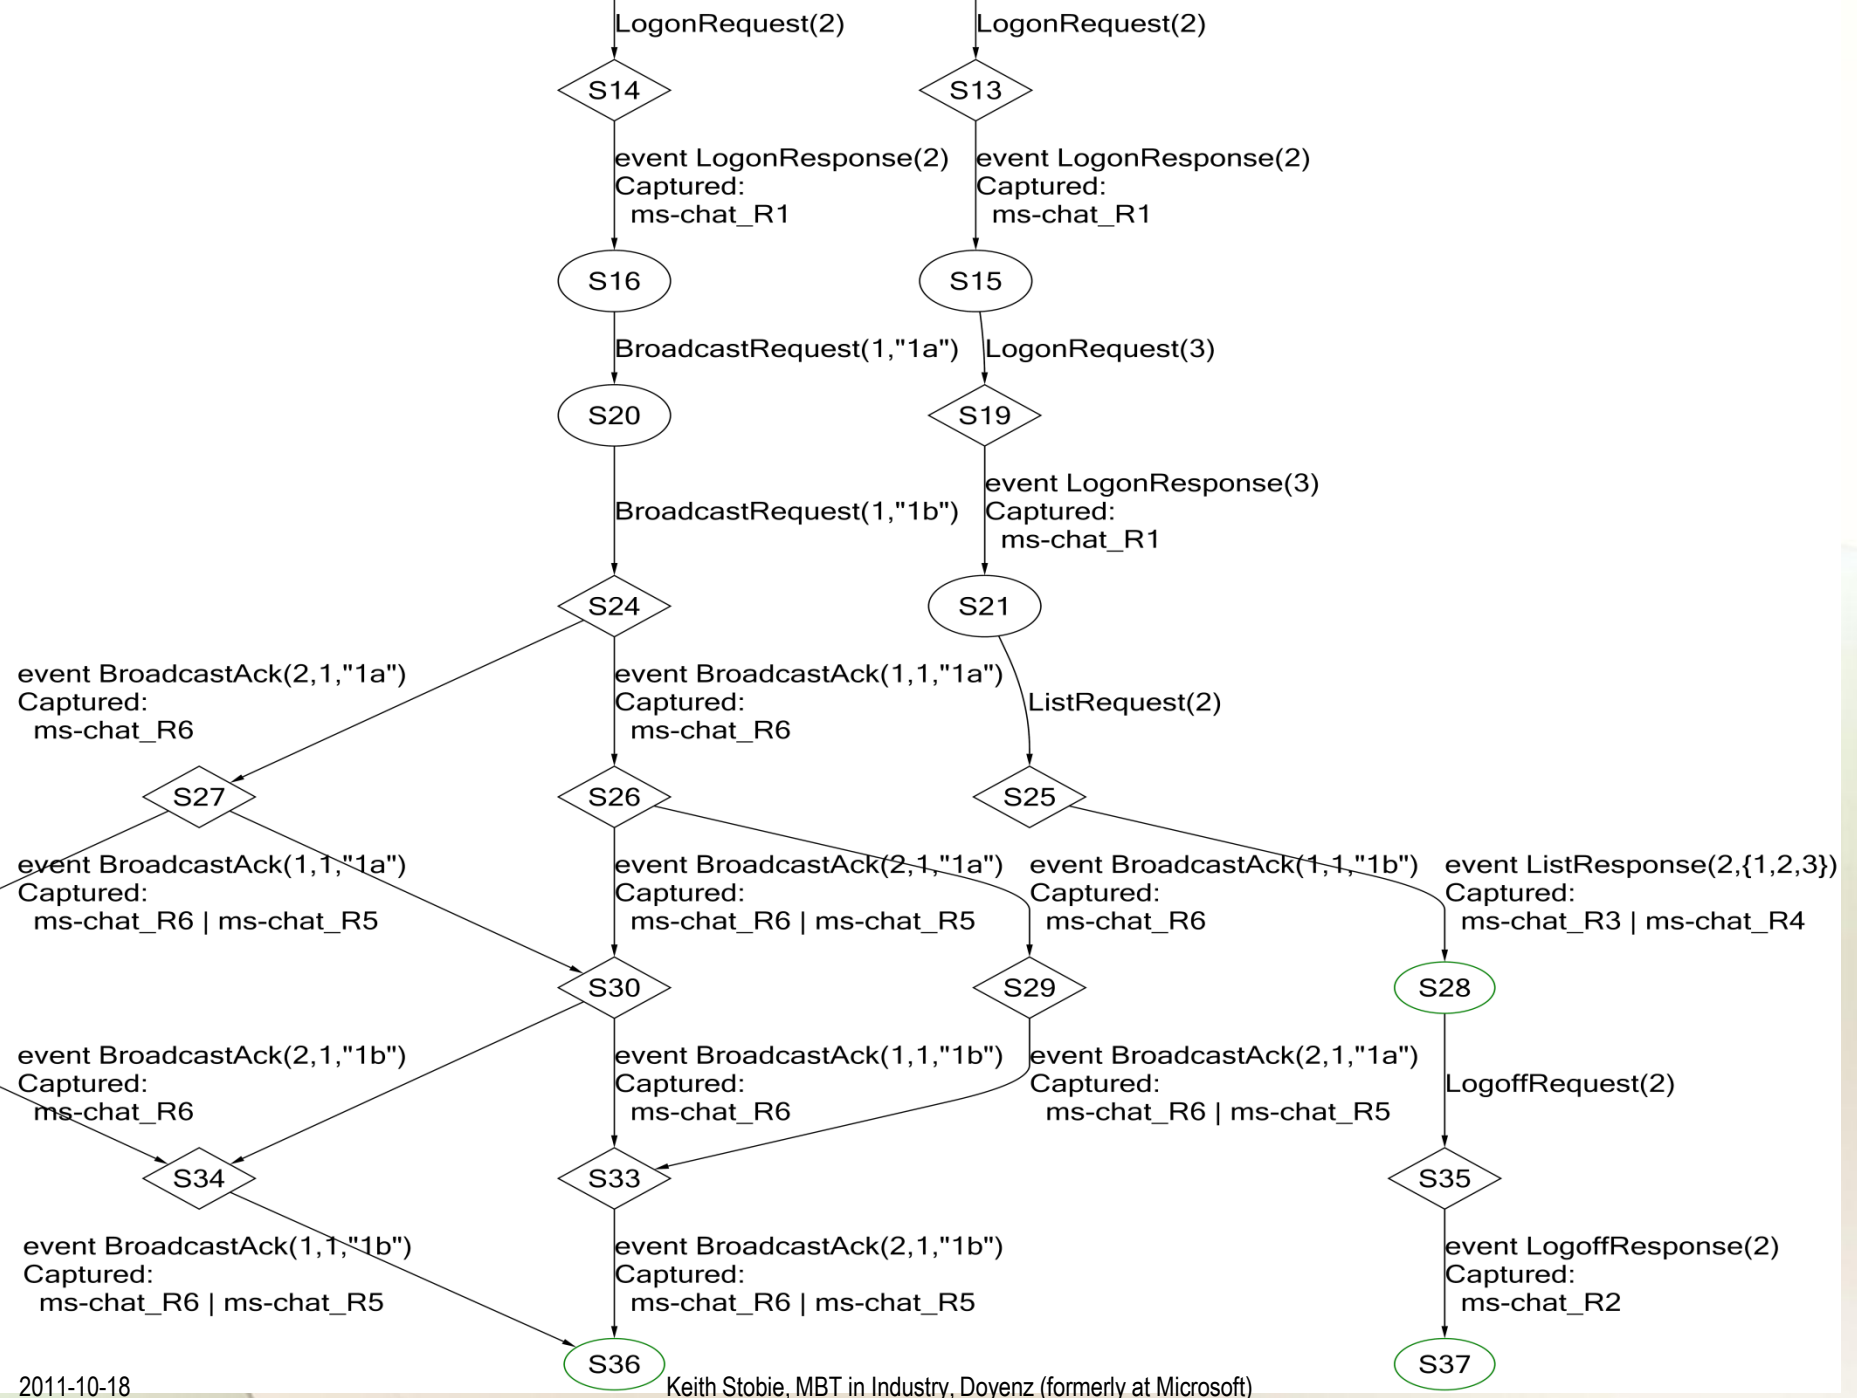 LogonRequest(2)
LogonRequest(2)
S14
S13
event LogonResponse(2)
Captured:
ms-chat_R1
event LogonResponse(2)
Captured:
ms-chat_R1
S16
S15
BroadcastRequest(1,"1a")
LogonRequest(3)
S20
S19
BroadcastRequest(1,"1b")
event LogonResponse(3)
Captured:
ms-chat_R1
S24
S21
event BroadcastAck(2,1,"1a")
Captured:
ms-chat_R6
event BroadcastAck(1,1,"1a")
Captured:
ms-chat_R6
ListRequest(2)
S27
S26
S25
event BroadcastAck(1,1,"1a")
Captured:
ms-chat_R6 | ms-chat_R5
event BroadcastAck(2,1,"1a")
Captured:
ms-chat_R6 | ms-chat_R5
event BroadcastAck(1,1,"1b")
Captured:
ms-chat_R6
event ListResponse(2,{1,2,3})
Captured:
ms-chat_R3 | ms-chat_R4
S30
S29
S28
event BroadcastAck(2,1,"1b")
Captured:
ms-chat_R6
event BroadcastAck(1,1,"1b")
Captured:
ms-chat_R6
event BroadcastAck(2,1,"1a")
Captured:
ms-chat_R6 | ms-chat_R5
LogoffRequest(2)
S34
S33
S35
event BroadcastAck(1,1,"1b")
Captured:
ms-chat_R6 | ms-chat_R5
event BroadcastAck(2,1,"1b")
Captured:
ms-chat_R6 | ms-chat_R5
event LogoffResponse(2)
Captured:
ms-chat_R2
S36
S37
2011-10-18
Keith Stobie, MBT in Industry, Doyenz (formerly at Microsoft)